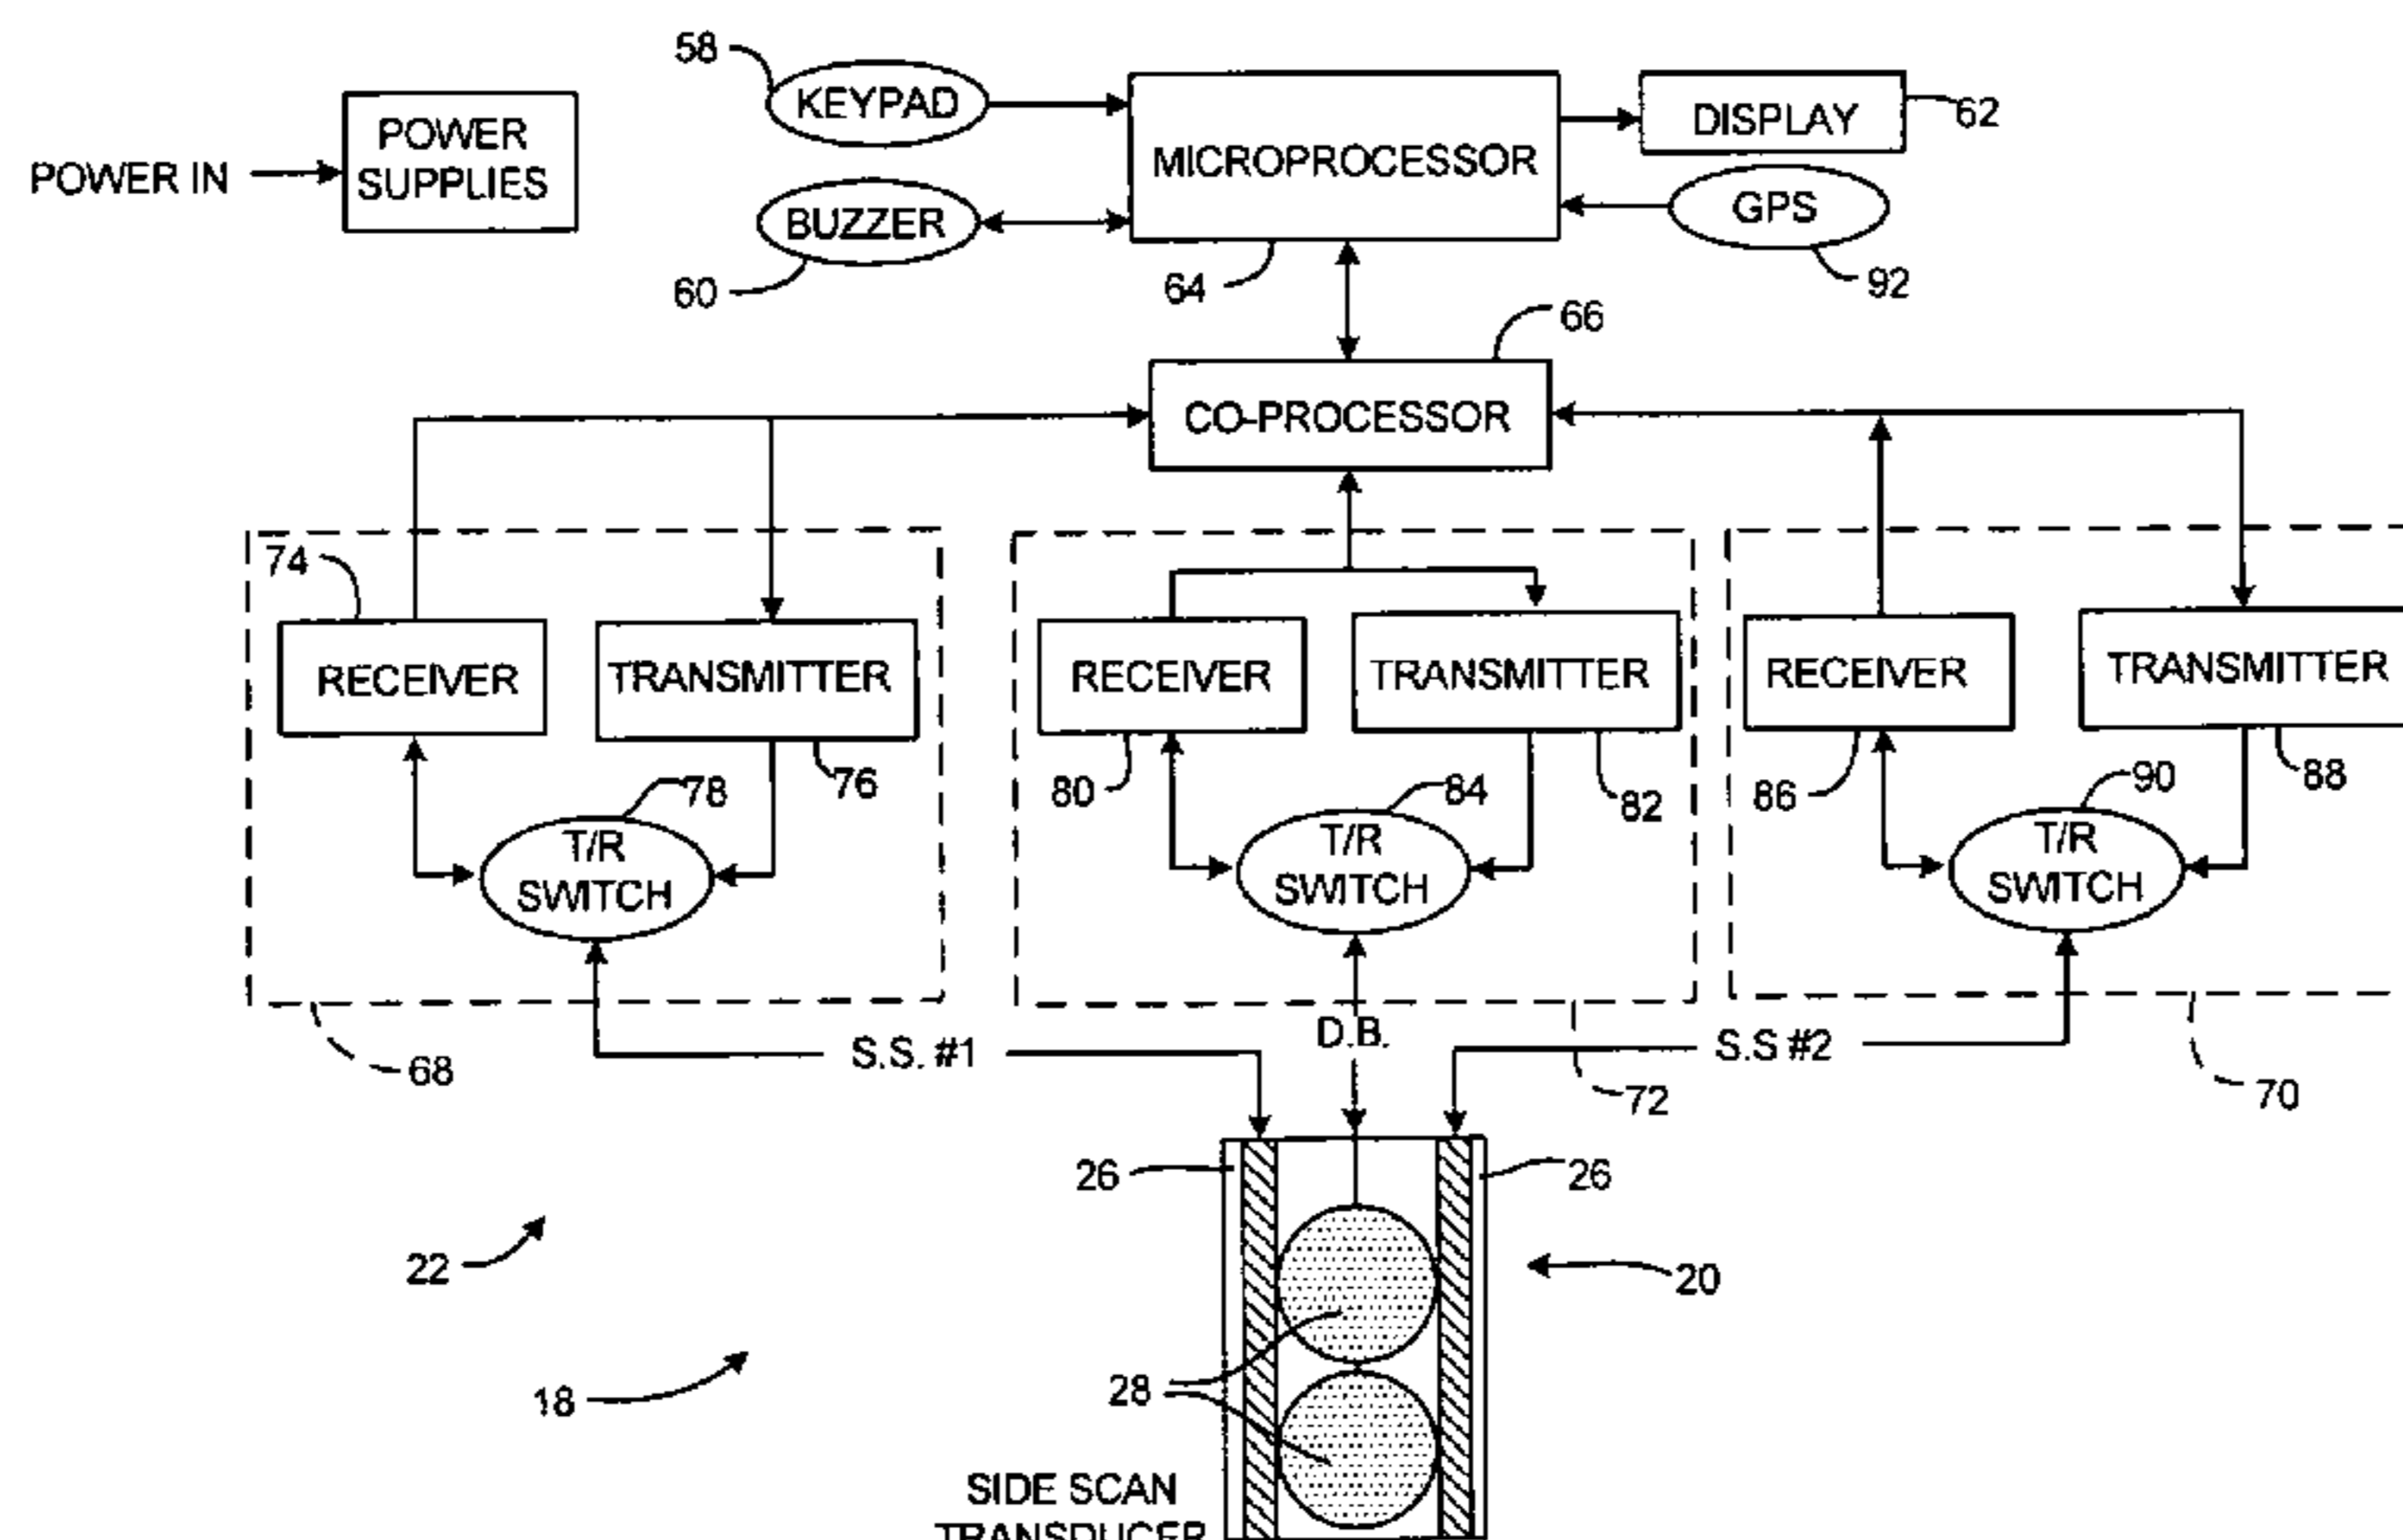 58
KEYPAD
POWER
SUPPLIES
POWER IN
MICROPROCESSOR
DISPLAY
62
BUZZER
GPS
60
64
92
66
CO-PROCESSOR
74
RECEIVER
TRANSMITTER
RECEIVER
TRANSMITTER
RECEIVER
TRANSMITTER
78
76
80
84
82
86
90
88
T/R
SWITCH
T/R
SWITCH
T/R
SWITCH
S.S. #1
D.B.
S.S #2
68
72
70
26
26
22
20
18
28
SIDE SCAN
TRANSDUCER